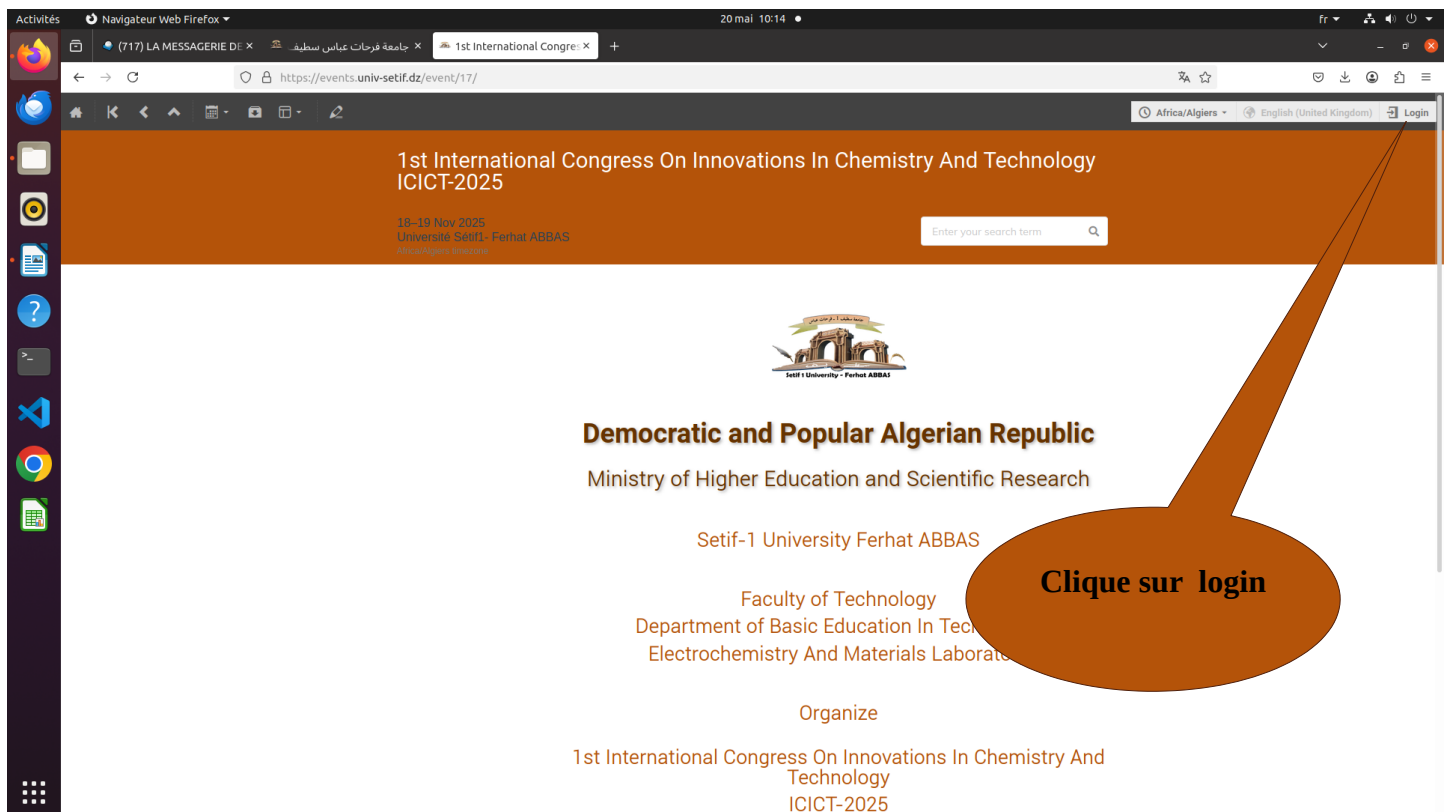 Activités
Navigateur Web Firefox
20 mai 10:14
fr
(717) LA MESSAGERIE DE
جامعة فرحات عباس سطيف
1st International Congres
https://events.univ-setif.dz/event/17/
Africa/Algiers
English (United Kingdom)
Login
1st International Congress On Innovations In Chemistry And Technology
ICICT-2025
18–19 Nov 2025
Université Sétif1- Ferhat ABBAS
Africa/Algiers timezone
Enter your search term
Setif 1 University - Ferhat ABBAS
Democratic and Popular Algerian Republic
Ministry of Higher Education and Scientific Research
Setif-1 University Ferhat ABBAS
Faculty of Technology
Department of Basic Education In Tec
Electrochemistry And Materials Laborat
Clique sur login
Organize
1st International Congress On Innovations In Chemistry And
Technology
ICICT-2025